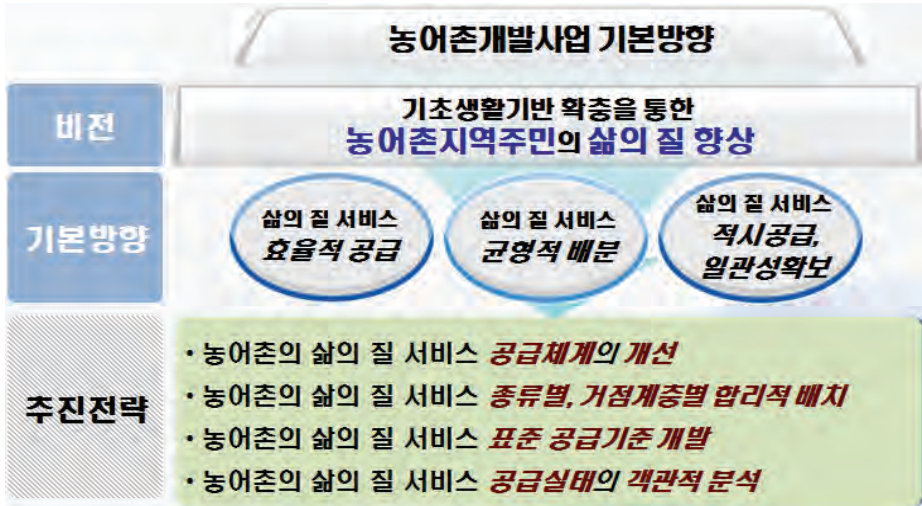 농어촌개발사업 기본방향
비전
기초생활기반 확충을 통한
농어촌지역주민의 삶의 질 향상
기본방향
삶의 질 서비스
효율적 공급
삶의 질 서비스
균형적 배분
삶의 질 서비스
적시공급,
일관성확보
추진전략
· 농어촌의 삶의 질 서비스 공급체계의 개선
· 농어촌의 삶의 질 서비스 종류별, 거점계층별 합리적 배치
· 농어촌의 삶의 질 서비스 표준 공급기준 개발
· 농어촌의 삶의 질 서비스 공급실태의 객관적 분석